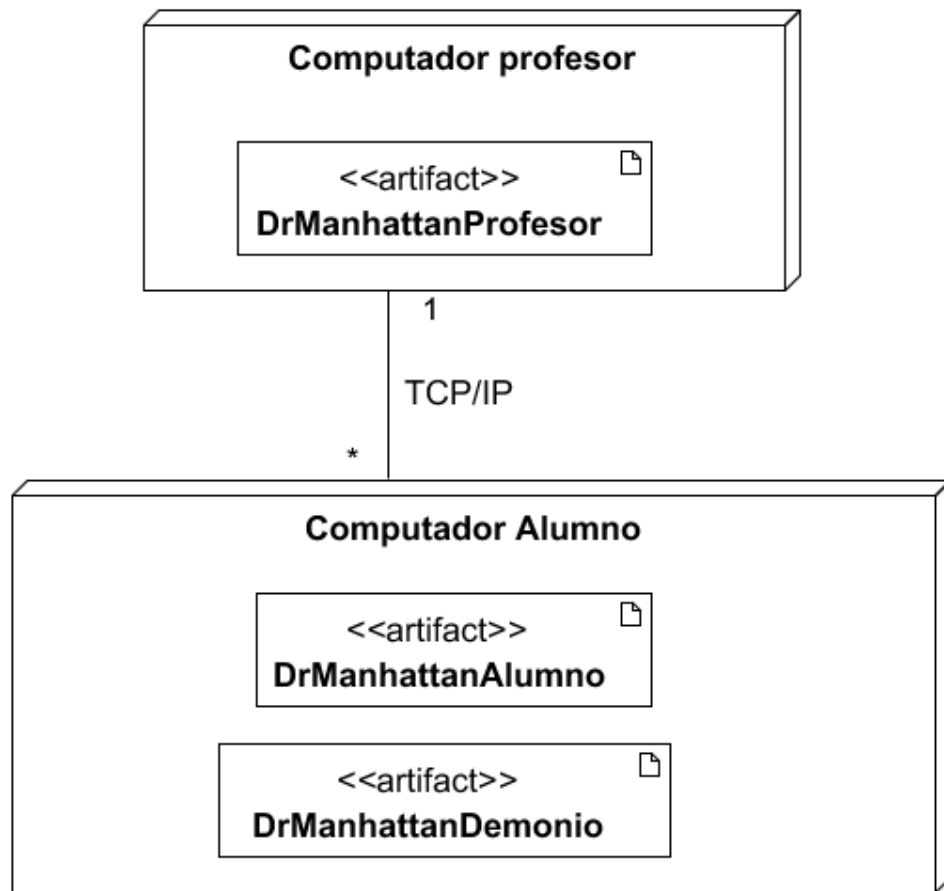 Computador profesor
<<artifact>>
DrManhattanProfesor
1
TCP/IP
*
Computador Alumno
<<artifact>>
DrManhattanAlumno
<<artifact>>
DrManhattanDemonio